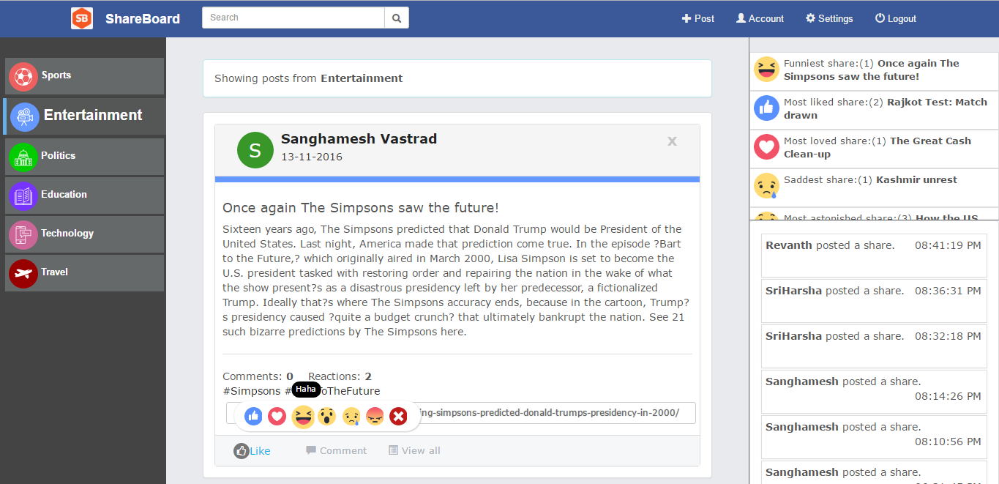 SB ShareBoard
Search
Post
Account
Settings
Logout
Sports
Entertainment
Politics
Education
Technology
Travel
Showing posts from Entertainment
S
Sanghamesh Vastrad
x
13-11-2016
Once again The Simpsons saw the future!
Sixteen years ago, The Simpsons predicted that Donald Trump would be President of the
United States. Last night, America made that prediction come true. In the episode ?Bart
to the Future,? which originally aired in March 2000, Lisa Simpson is set to become the
U.S. president tasked with restoring order and repairing the nation in the wake of what
the show present?s as a disastrous presidency left by her predecessor, a fictionalized
Trump. Ideally that?s where The Simpsons accuracy ends, because in the cartoon, Trump?
s presidency caused ?quite a budget crunch? that ultimately bankrupt the nation. See 21
such bizarre predictions by The Simpsons here.
Comments: 0 Reactions: 2
Haha
#Simpsons # ToTheFuture
ing-simpsons-predicted-donald-trumps-presidency-in-2000/
Like
Comment
View all
Funniest share:(1) Once again The
Simpsons saw the future!
Most liked share:(2) Rajkot Test: Match
drawn
Most loved share:(1) The Great Cash
Clean-up
Saddest share:(1) Kashmir unrest
Most astonished share:(3) How the US
Revanth posted a share. 08:41:19 PM
SriHarsha posted a share. 08:36:31 PM
SriHarsha posted a share. 08:32:18 PM
Sanghamesh posted a share.
08:14:26 PM
Sanghamesh posted a share.
08:10:56 PM
Sanghamesh posted a share.